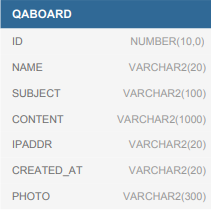 QABOARD
ID NUMBER(10,0)
NAME VARCHAR2(20)
SUBJECT VARCHAR2(100)
CONTENT VARCHAR2(1000)
IPADDR VARCHAR2(20)
CREATED_AT VARCHAR2(20)
PHOTO VARCHAR2(300)